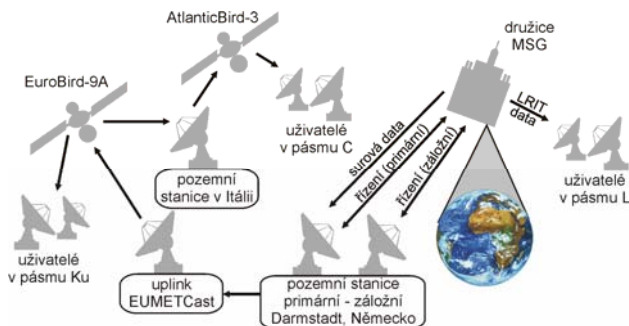 AtlanticBird-3
družice
MSG
EuroBird-9A
LRIT
data
uživatelé
v pásmu C
surová data
řízení (primární)
řízení (záložní)
pozemní
stanice v Itálii
uživatelé
v pásmu L
uživatelé
v pásmu Ku
uplink
EUMETCast
pozemní stanice
primární - záložní
Darmstadt, Německo